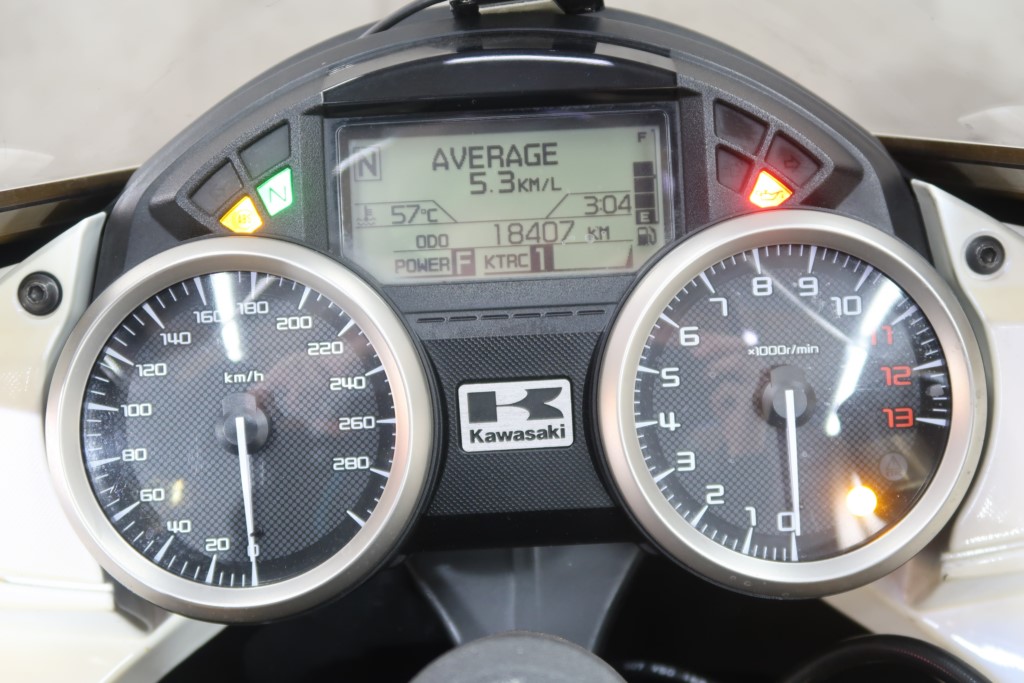 N
AVERAGE
5.3KM/L
F
57°C
3:04
E
ODO 18407 KM
POWER F KTRC 1
N
160 180
140 200
120 220
km/h
100 240
80 260
60 280
40
20
0
Kawasaki
8 9
7 10
6 11
×1000r/min
5 12
4 13
3
2
1 0